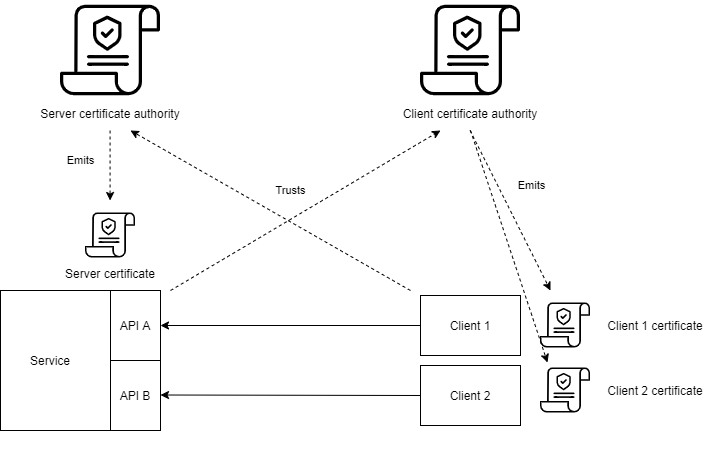 Server certificate authority
Client certificate authority
Emits
Trusts
Emits
Server certificate
API A
Client 1
Client 1 certificate
Service
API B
Client 2
Client 2 certificate